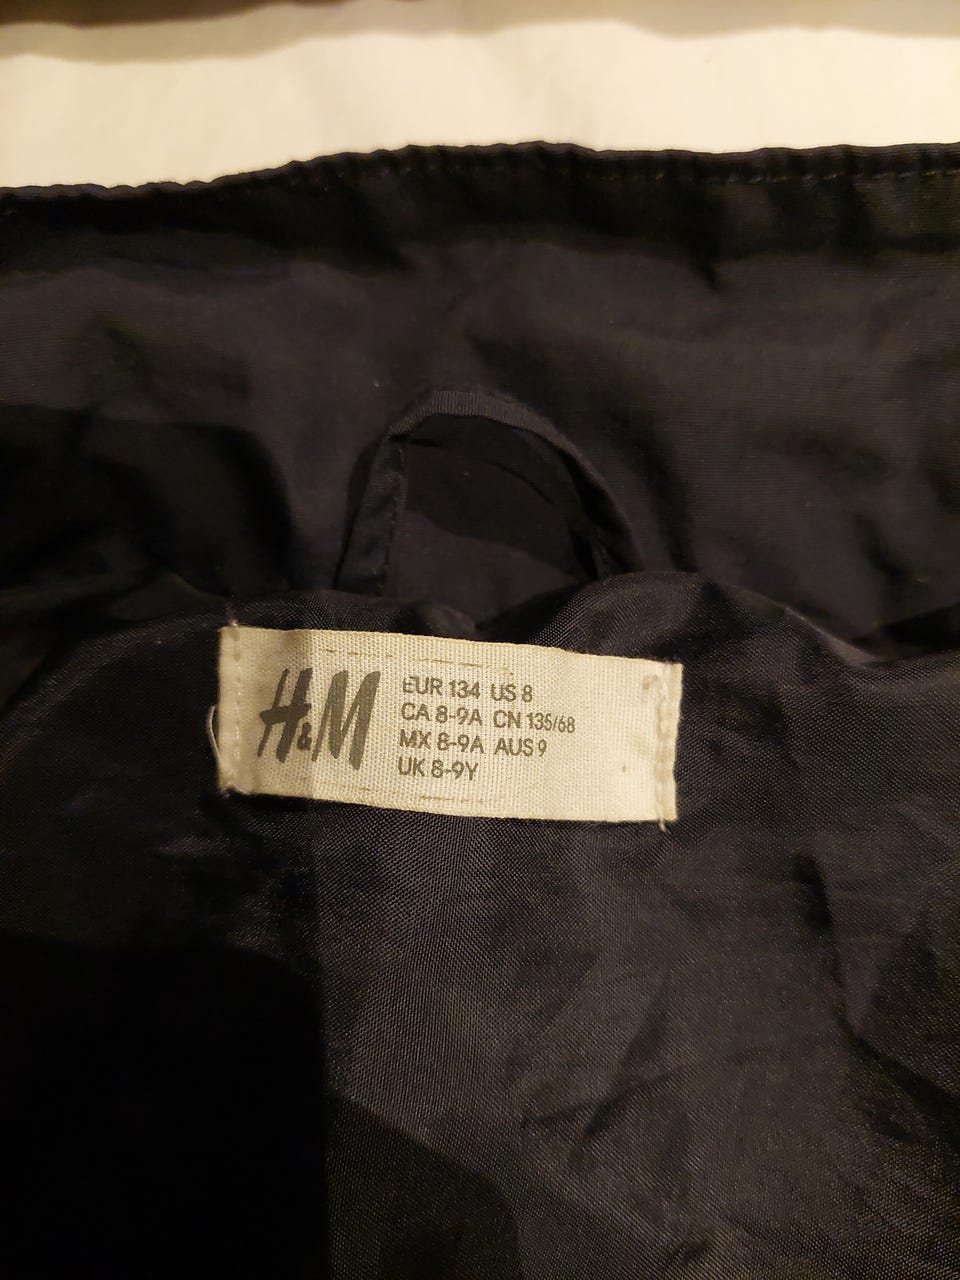 H&M
EUR 134 US 8
CA 8-9A CN 135/68
MX 8-9A AUS 9
UK 8-9Y